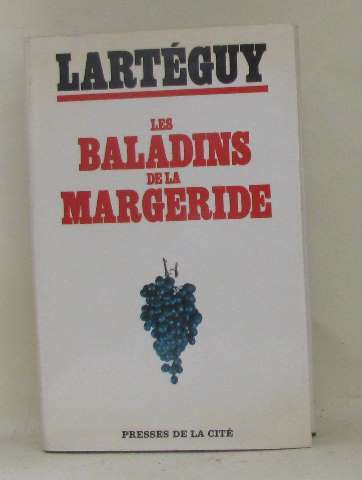 LARTÉGUY
LES
BALADINS
DE LA
MARGERIDE
PRESSES DE LA CITÉ